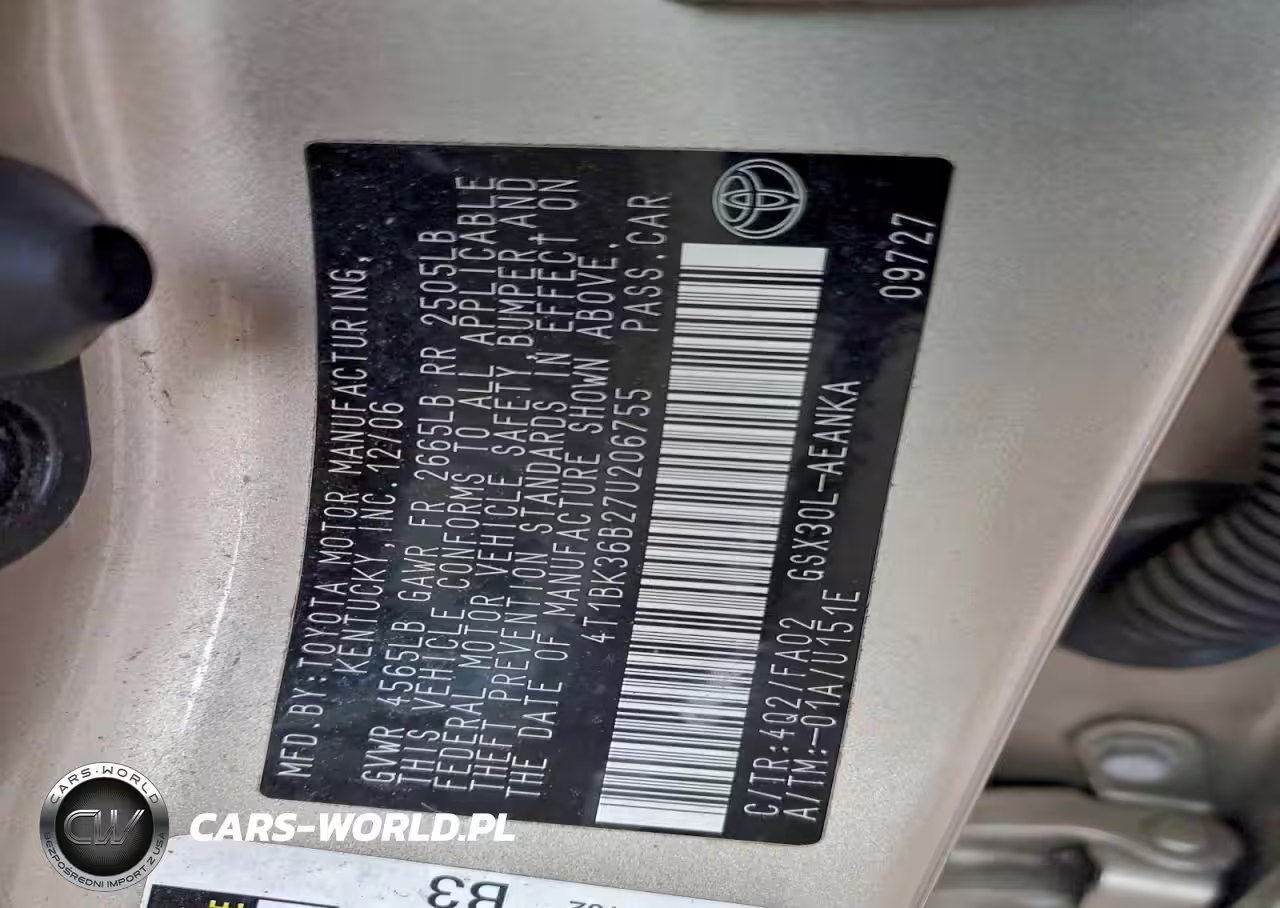 MFD.BY:TOYOTA MOTOR MANUFACTURING,
KENTUCKY,INC. 12/06
GVWR 4565LB GAWR FR 2665LB RR 2505LB
THIS VEHICLE CONFORMS TO ALL APPLICABLE
FEDERAL MOTOR VEHICLE SAFETY,BUMPER AND
THEFT PREVENTION STANDARDS IN EFFECT ON
THE DATE OF MANUFACTURE SHOWN ABOVE.
4T1BK36B27U206755 PASS.CAR
C/TR:4Q2/FA02 GSX30L-AEANKA 09727
A/TM:-01A/U151E
CARS-WORLD
CW
BEZPOŚREDNI IMPORT Z USA
CARS-WORLD.PL
B3